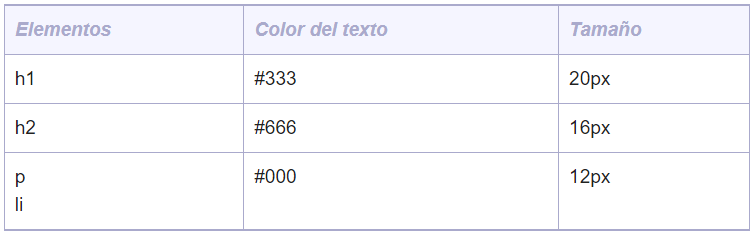 Elementos Color del texto Tamaño
h1 #333 20px
h2 #666 16px
p #000 12px
li